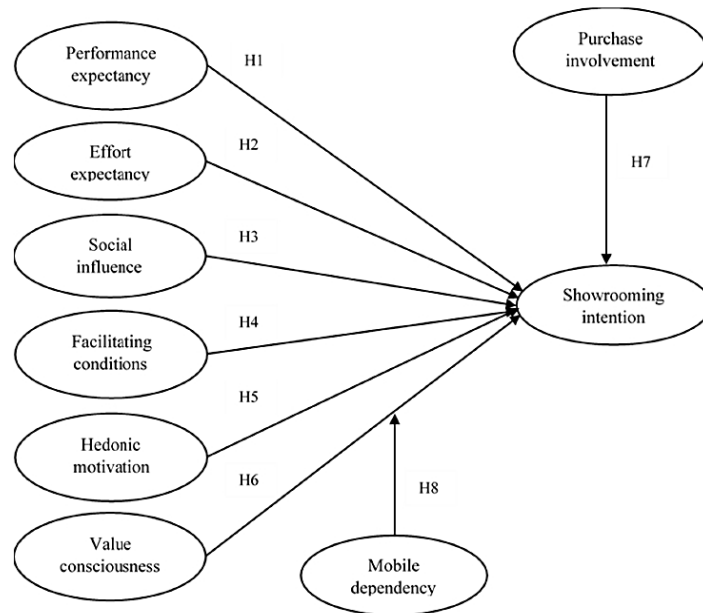 Performance
expectancy
H1
Purchase
involvement
Effort
expectancy
H2
H7
Social
influence
H3
Showrooming
intention
Facilitating
conditions
H4
Hedonic
motivation
H5
H6
H8
Value
consciousness
Mobile
dependency